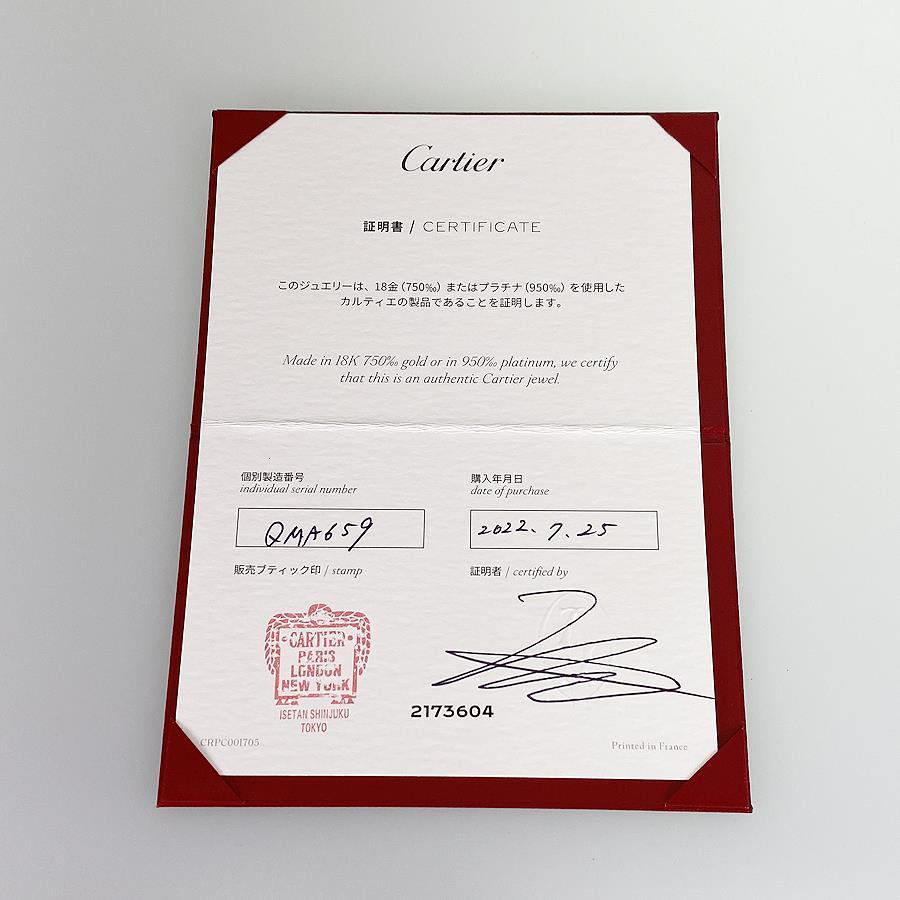 Cartier
証明書 / CERTIFICATE
このジュエリーは、18金(750‰)またはプラチナ(950‰)を使用した
カルティエの製品であることを証明します。
Made in 18K 750‰ gold or in 950‰ platinum, we certify
that this is an authentic Cartier jewel.
個別製造番号
individual serial number
QMA659
購入年月日
date of purchase
2022.7.25
販売ブティック印 / stamp
CARTIER
PARIS
LONDON
NEW YORK
ISETAN SHINJUKU
TOKYO
証明者 / certified by
2173604
CRPC001705
Printed in France